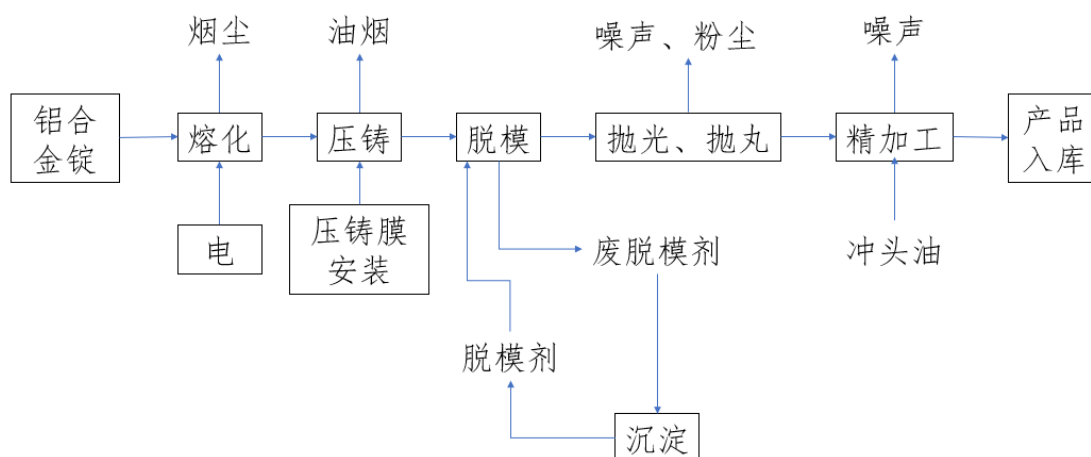 烟尘
油烟
噪声、粉尘
噪声
铝合
金锭
熔化
压铸
脱模
抛光、抛丸
精加工
产品
入库
电
压铸膜
安装
废脱模剂
冲头油
脱模剂
沉淀